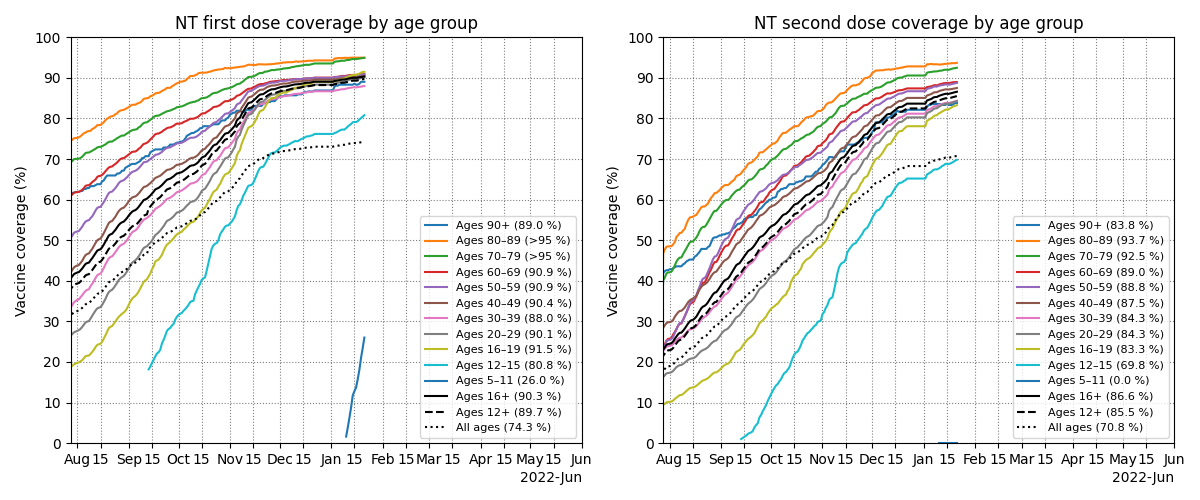 NT first dose coverage by age group
Vaccine coverage (%)
100
90
80
70
60
50
40
30
20
10
0
Ages 90+ (89.0 %)
Ages 80–89 (>95 %)
Ages 70–79 (>95 %)
Ages 60–69 (90.9 %)
Ages 50–59 (90.9 %)
Ages 40–49 (90.4 %)
Ages 30–39 (88.0 %)
Ages 20–29 (90.1 %)
Ages 16–19 (91.5 %)
Ages 12–15 (80.8 %)
Ages 5–11 (26.0 %)
Ages 16+ (90.3 %)
Ages 12+ (89.7 %)
All ages (74.3 %)
Aug 15 Sep 15 Oct 15 Nov 15 Dec 15 Jan 15 Feb 15 Mar 15 Apr 15 May 15 Jun
2022-Jun
NT second dose coverage by age group
Vaccine coverage (%)
100
90
80
70
60
50
40
30
20
10
0
Ages 90+ (83.8 %)
Ages 80–89 (93.7 %)
Ages 70–79 (92.5 %)
Ages 60–69 (89.0 %)
Ages 50–59 (88.8 %)
Ages 40–49 (87.5 %)
Ages 30–39 (84.3 %)
Ages 20–29 (84.3 %)
Ages 16–19 (83.3 %)
Ages 12–15 (69.8 %)
Ages 5–11 (0.0 %)
Ages 16+ (86.6 %)
Ages 12+ (85.5 %)
All ages (70.8 %)
Aug 15 Sep 15 Oct 15 Nov 15 Dec 15 Jan 15 Feb 15 Mar 15 Apr 15 May 15 Jun
2022-Jun